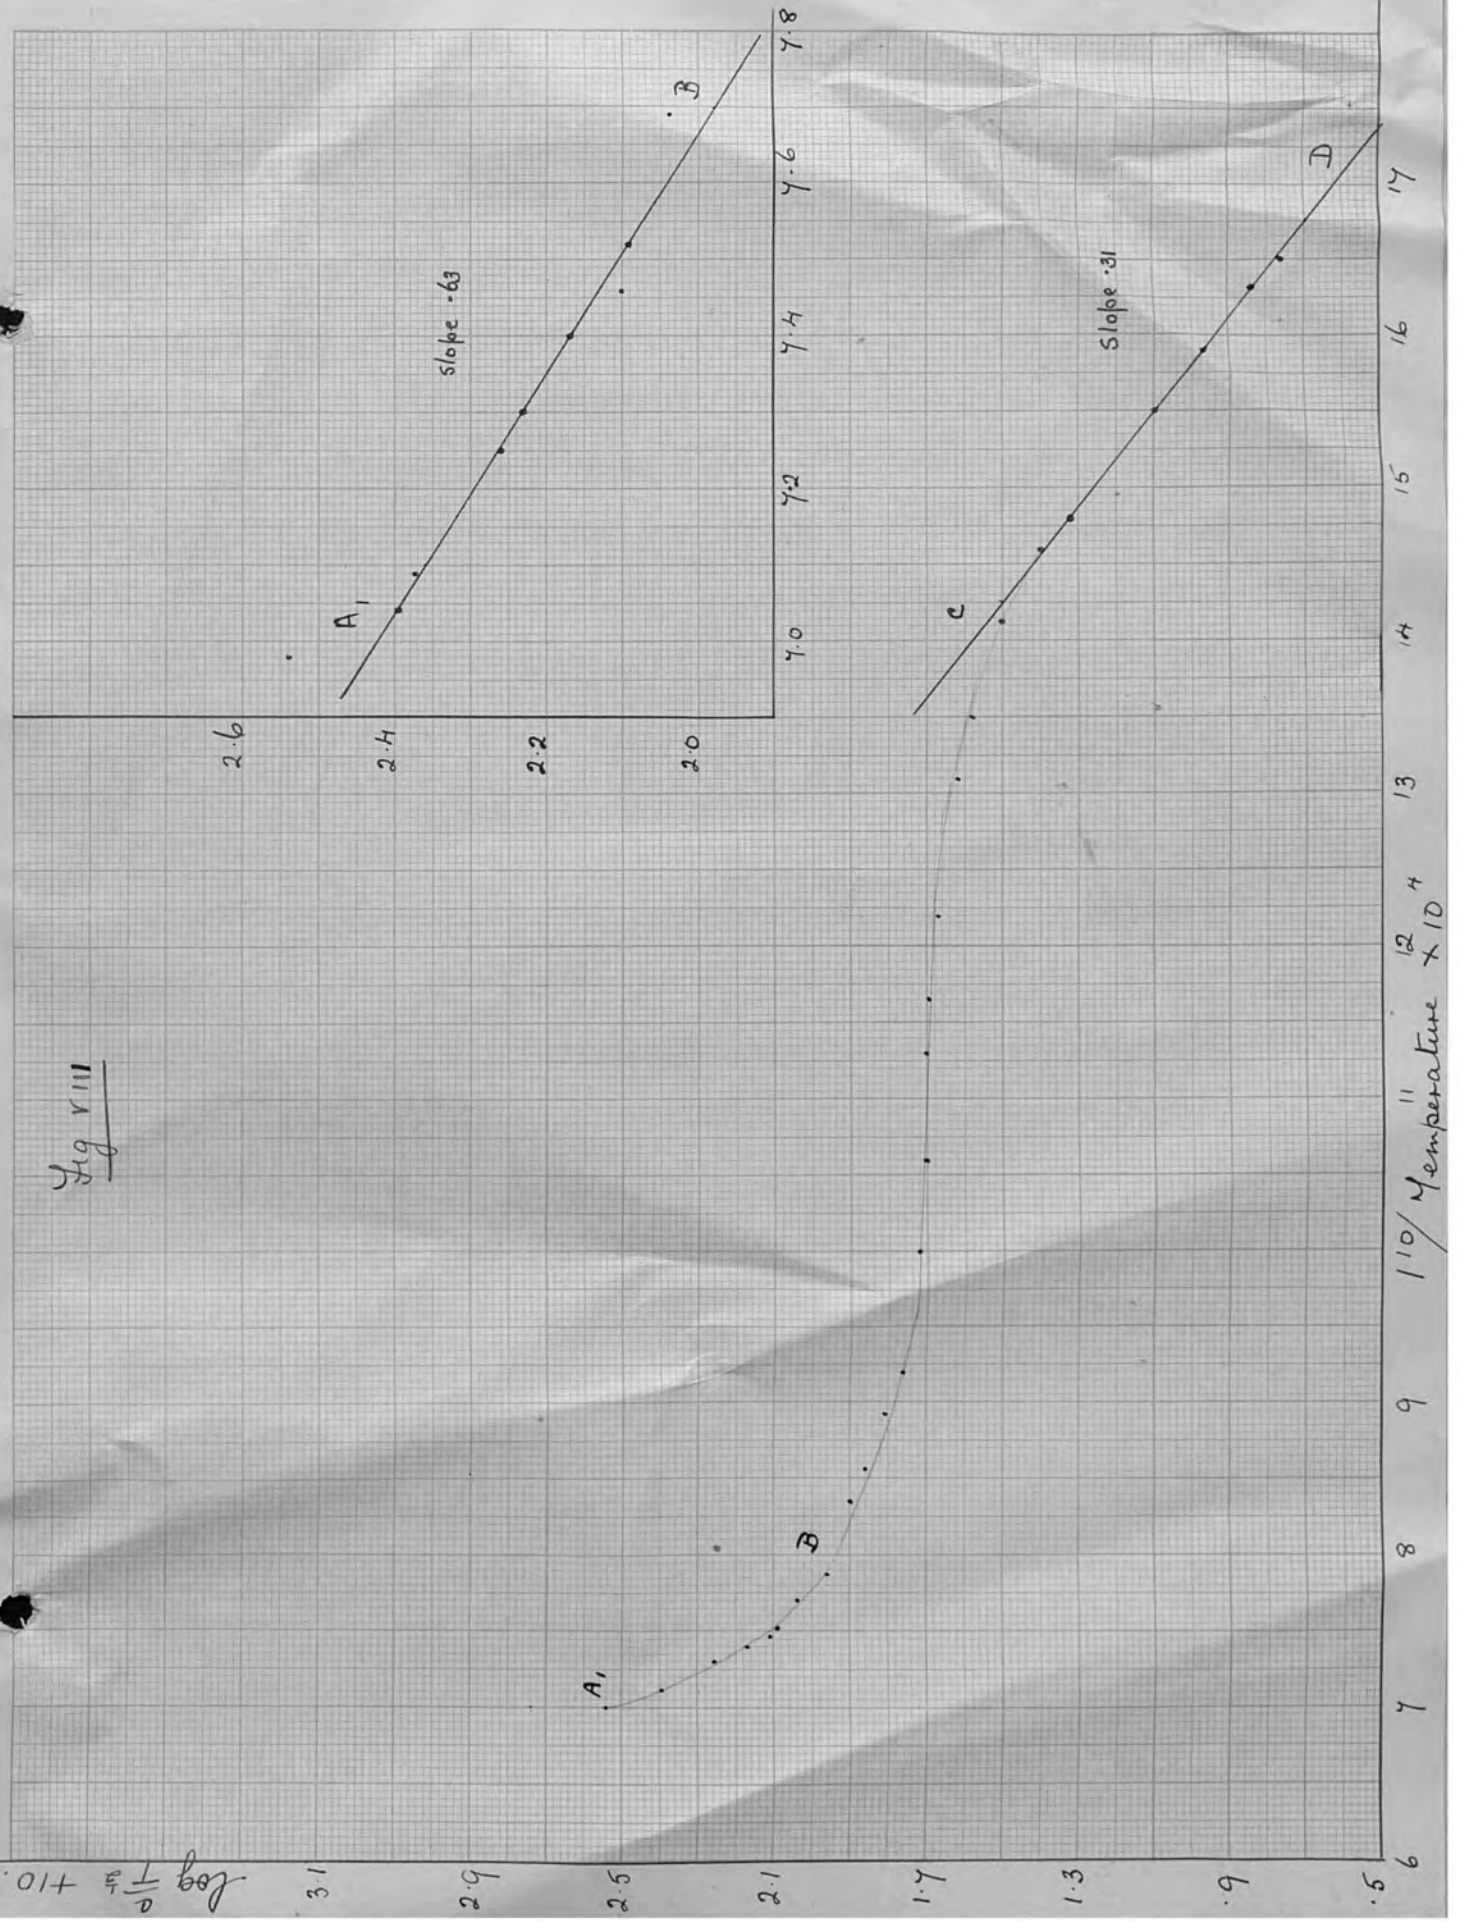 Fig VIII
log a/T^½ +10.
3.1
2.9
2.5
2.1
1.7
1.3
.9
.5
6 7 8 9 10 11 12 13 14 15 16 17
1/Temperature × 10^4
A1
B
C
D
Slope .31
2.6
2.4
2.2
2.0
7.0 7.2 7.4 7.6 7.8
A1
B
Slope .63